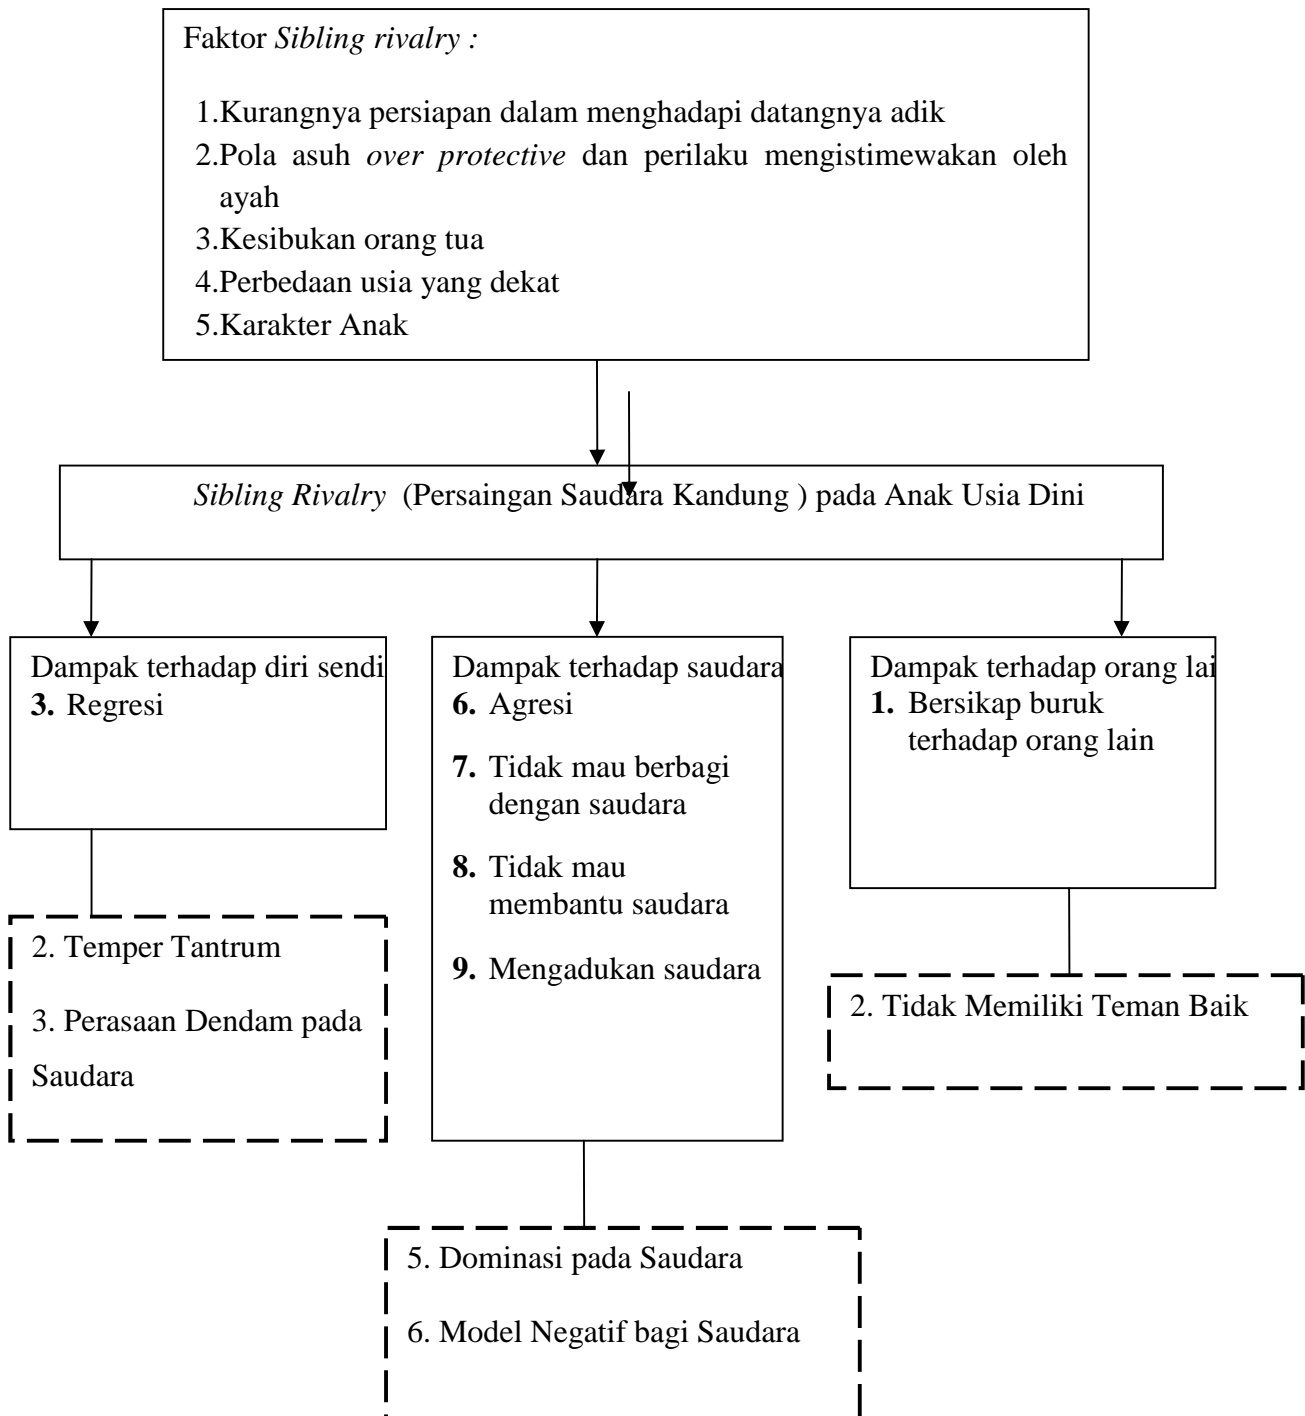 Faktor Sibling rivalry :
1.Kurangnya persiapan dalam menghadapi datangnya adik
2.Pola asuh over protective dan perilaku mengistimewakan oleh
ayah
3.Kesibukan orang tua
4.Perbedaan usia yang dekat
5.Karakter Anak
Sibling Rivalry (Persaingan Saudara Kandung ) pada Anak Usia Dini
Dampak terhadap diri sendi
3. Regresi
2. Temper Tantrum
3. Perasaan Dendam pada
Saudara
Dampak terhadap saudara
6. Agresi
7. Tidak mau berbagi
dengan saudara
8. Tidak mau
membantu saudara
9. Mengadukan saudara
5. Dominasi pada Saudara
6. Model Negatif bagi Saudara
Dampak terhadap orang lai
1. Bersikap buruk
terhadap orang lain
2. Tidak Memiliki Teman Baik